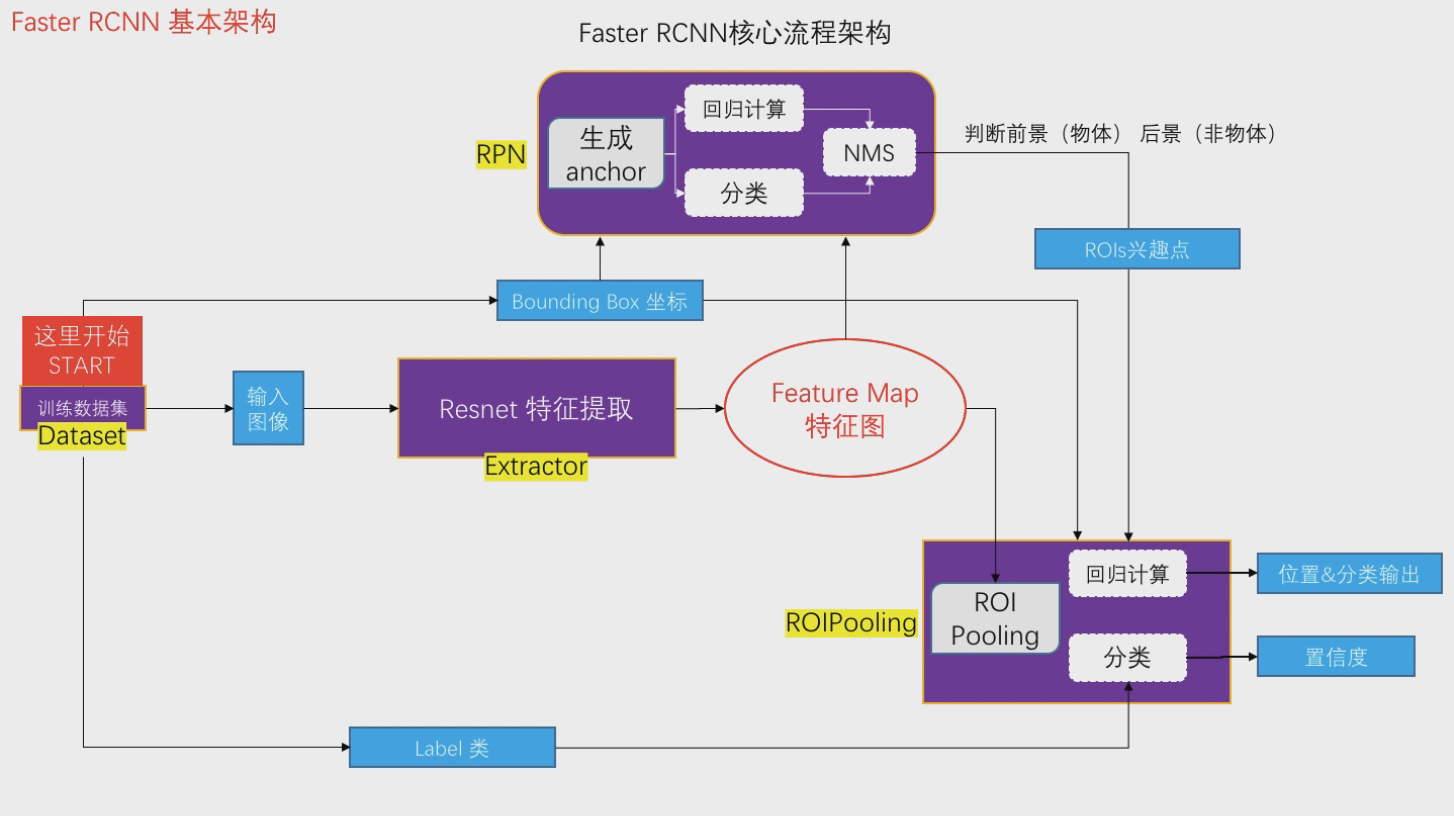 Faster RCNN 基本架构
Faster RCNN核心流程架构
RPN
生成
anchor
回归计算
分类
NMS
判断前景（物体） 后景（非物体）
ROIs兴趣点
Bounding Box 坐标
这里开始
START
训练数据集
Dataset
输入
图像
Resnet 特征提取
Extractor
Feature Map
特征图
ROIPooling
ROI
Pooling
回归计算
分类
位置&分类输出
置信度
Label 类